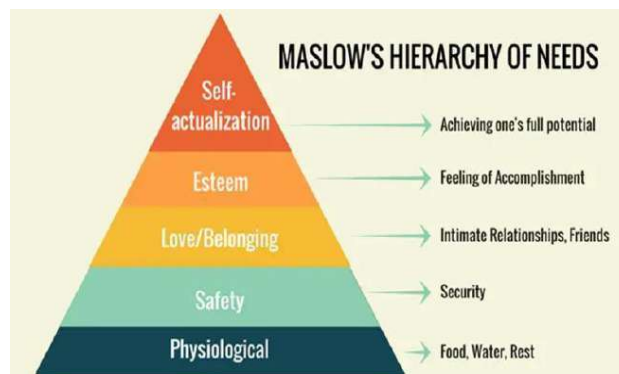 MASLOW'S HIERARCHY OF NEEDS
Self-
actualization
Achieving one's full potential
Esteem
Feeling of Accomplishment
Love/Belonging
Intimate Relationships, Friends
Safety
Security
Physiological
Food, Water, Rest